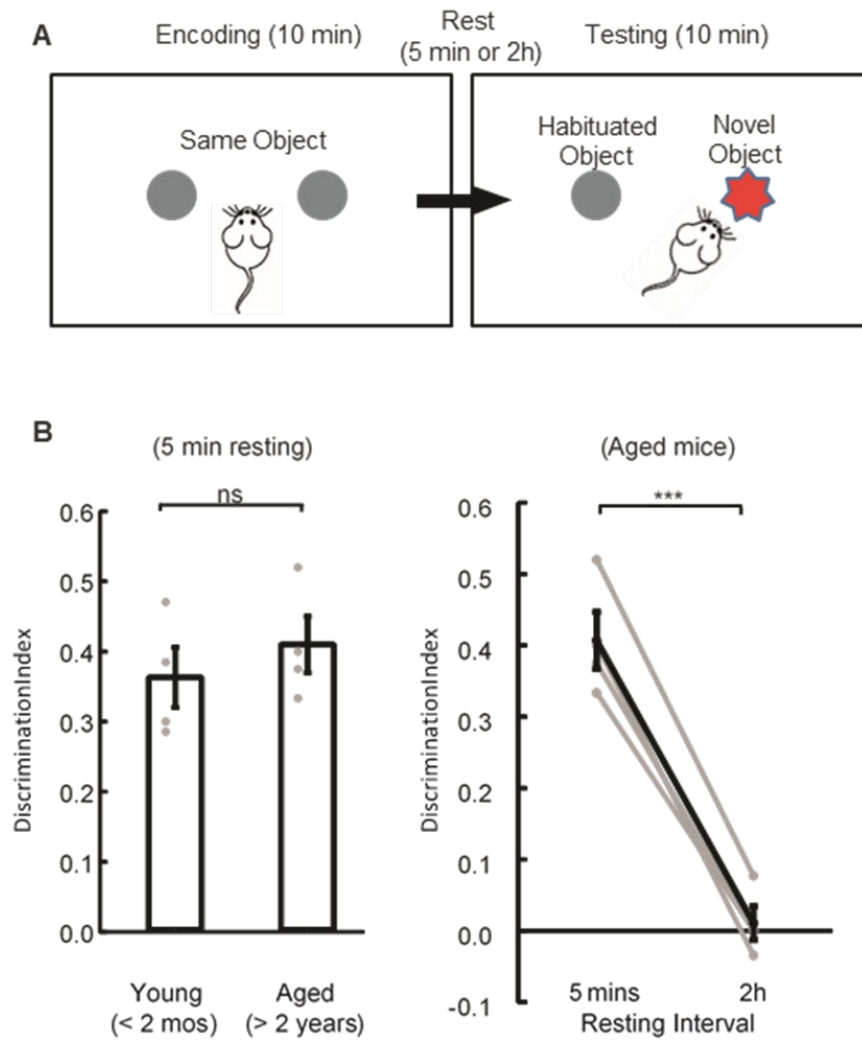 A
Encoding (10 min)
Rest
(5 min or 2h)
Testing (10 min)
Same Object
Habituated
Object
Novel
Object
B
(5 min resting)
ns
0.6
0.5
0.4
0.3
0.2
0.1
0.0
DiscriminationIndex
Young
(< 2 mos)
Aged
(> 2 years)
(Aged mice)
***
0.6
0.5
0.4
0.3
0.2
0.1
0.0
-0.1
DiscriminationIndex
5 mins
2h
Resting Interval